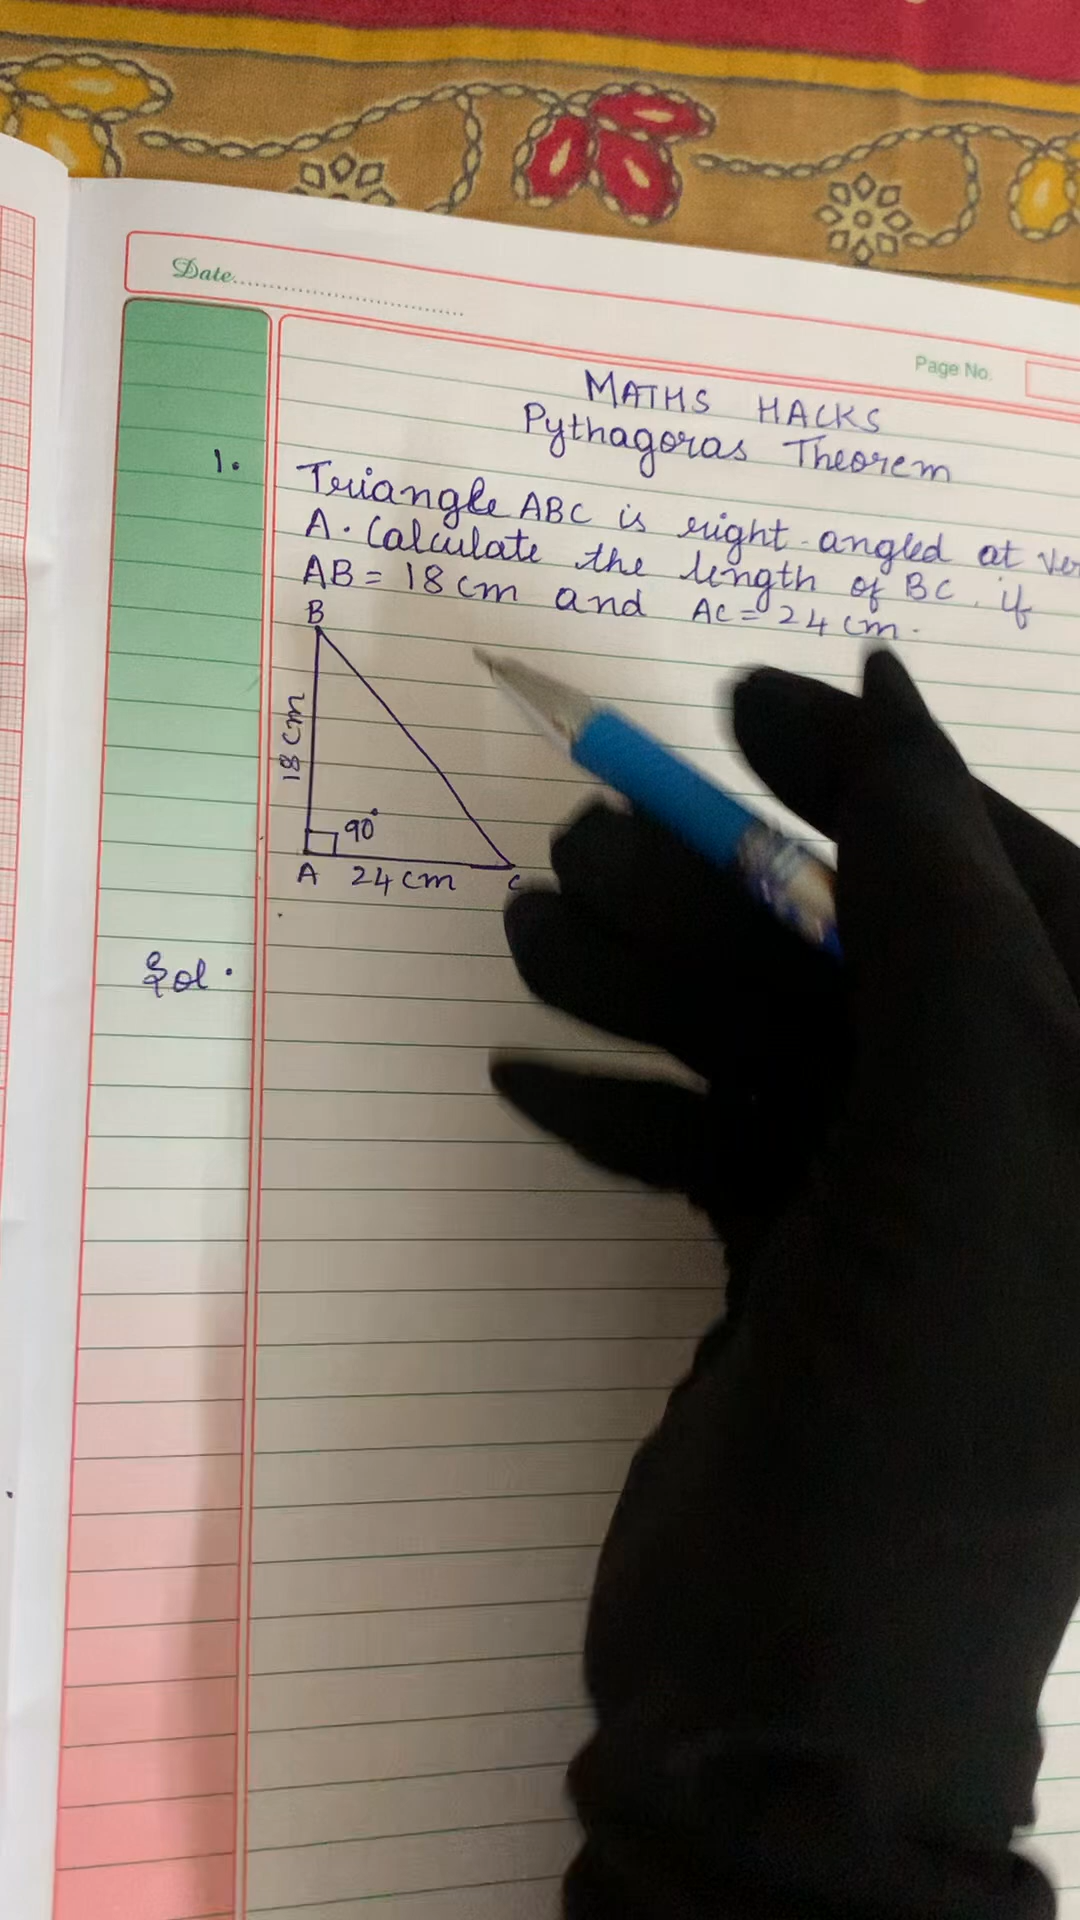 Date
Page No.
MATHS HACKS
Pythagoras Theorem
1. Triangle ABC is right-angled at
A. Calculate the length of BC, if
AB = 18 cm and AC = 24 cm.
B
18 cm
90°
A 24 cm C
Sol.